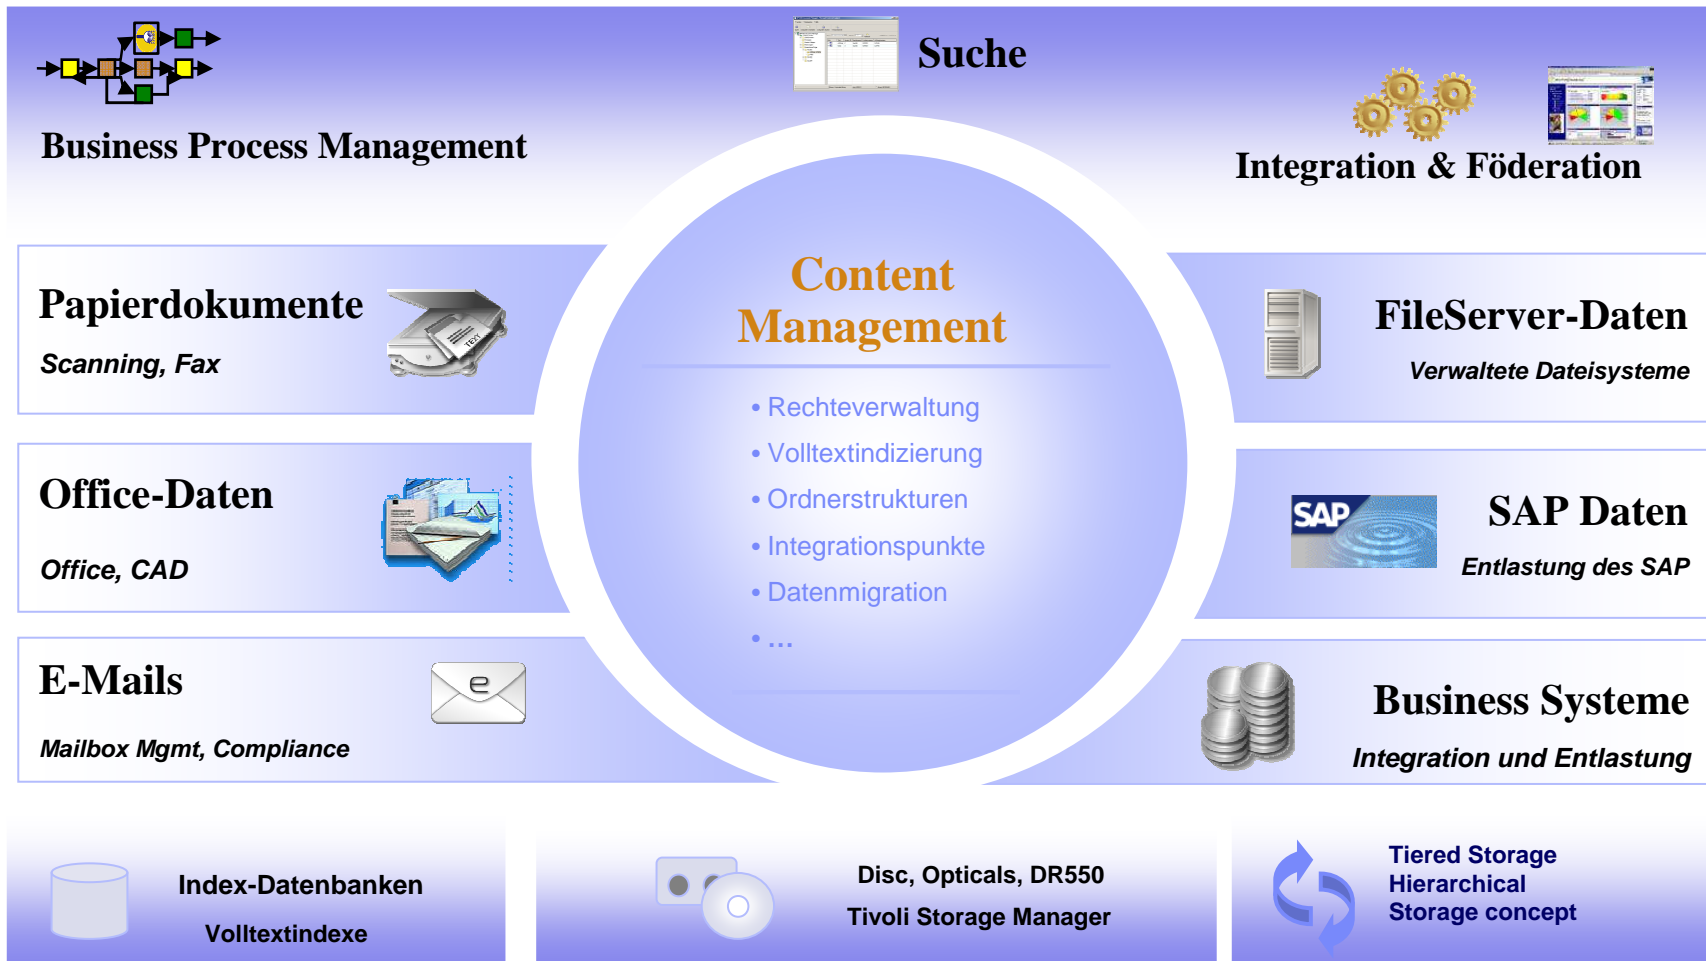 Suche
Business Process Management
Integration & Föderation
Content
Management
• Rechteverwaltung
• Volltextindizierung
• Ordnerstrukturen
• Integrationspunkte
• Datenmigration
• ...
Papierdokumente
Scanning, Fax
TEXT
Office-Daten
Office, CAD
E-Mails
e
Mailbox Mgmt, Compliance
FileServer-Daten
Verwaltete Dateisysteme
SAP
SAP Daten
Entlastung des SAP
Business Systeme
Integration und Entlastung
Index-Datenbanken
Volltextindexe
Disc, Opticals, DR550
Tivoli Storage Manager
Tiered Storage
Hierarchical
Storage concept